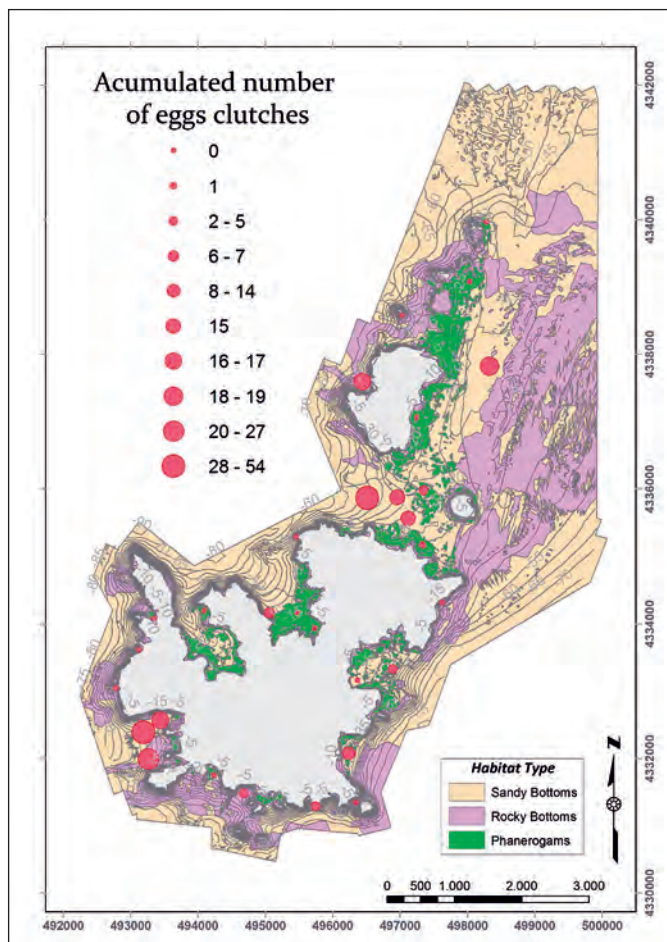 Acumulated number
of eggs clutches
0
1
2 - 5
6 - 7
8 - 14
15
16 - 17
18 - 19
20 - 27
28 - 54
Habitat Type
Sandy Bottoms
Rocky Bottoms
Phanerogams
N
0 500 1.000 2.000 3.000
492000 493000 494000 495000 496000 497000 498000 499000 500000
4342000
4340000
4338000
4336000
4334000
4332000
4330000